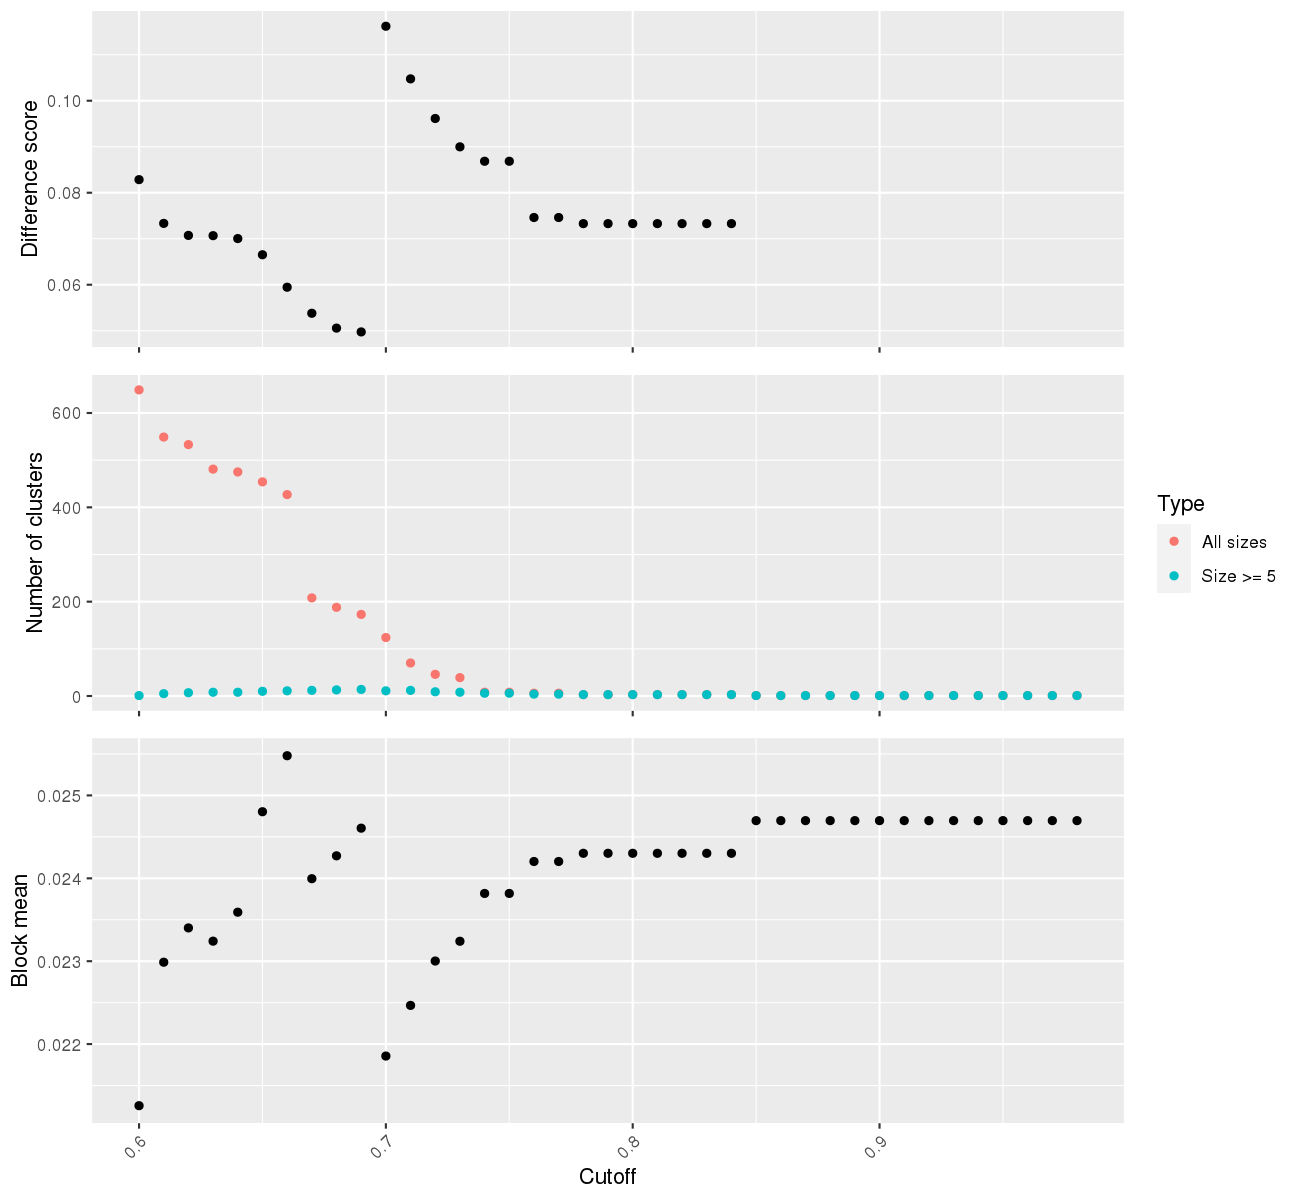 Difference score
0.10
0.08
0.06
Number of clusters
600
400
200
0
Type
All sizes
Size >= 5
Block mean
0.025
0.024
0.023
0.022
0.6
0.7
0.8
0.9
Cutoff